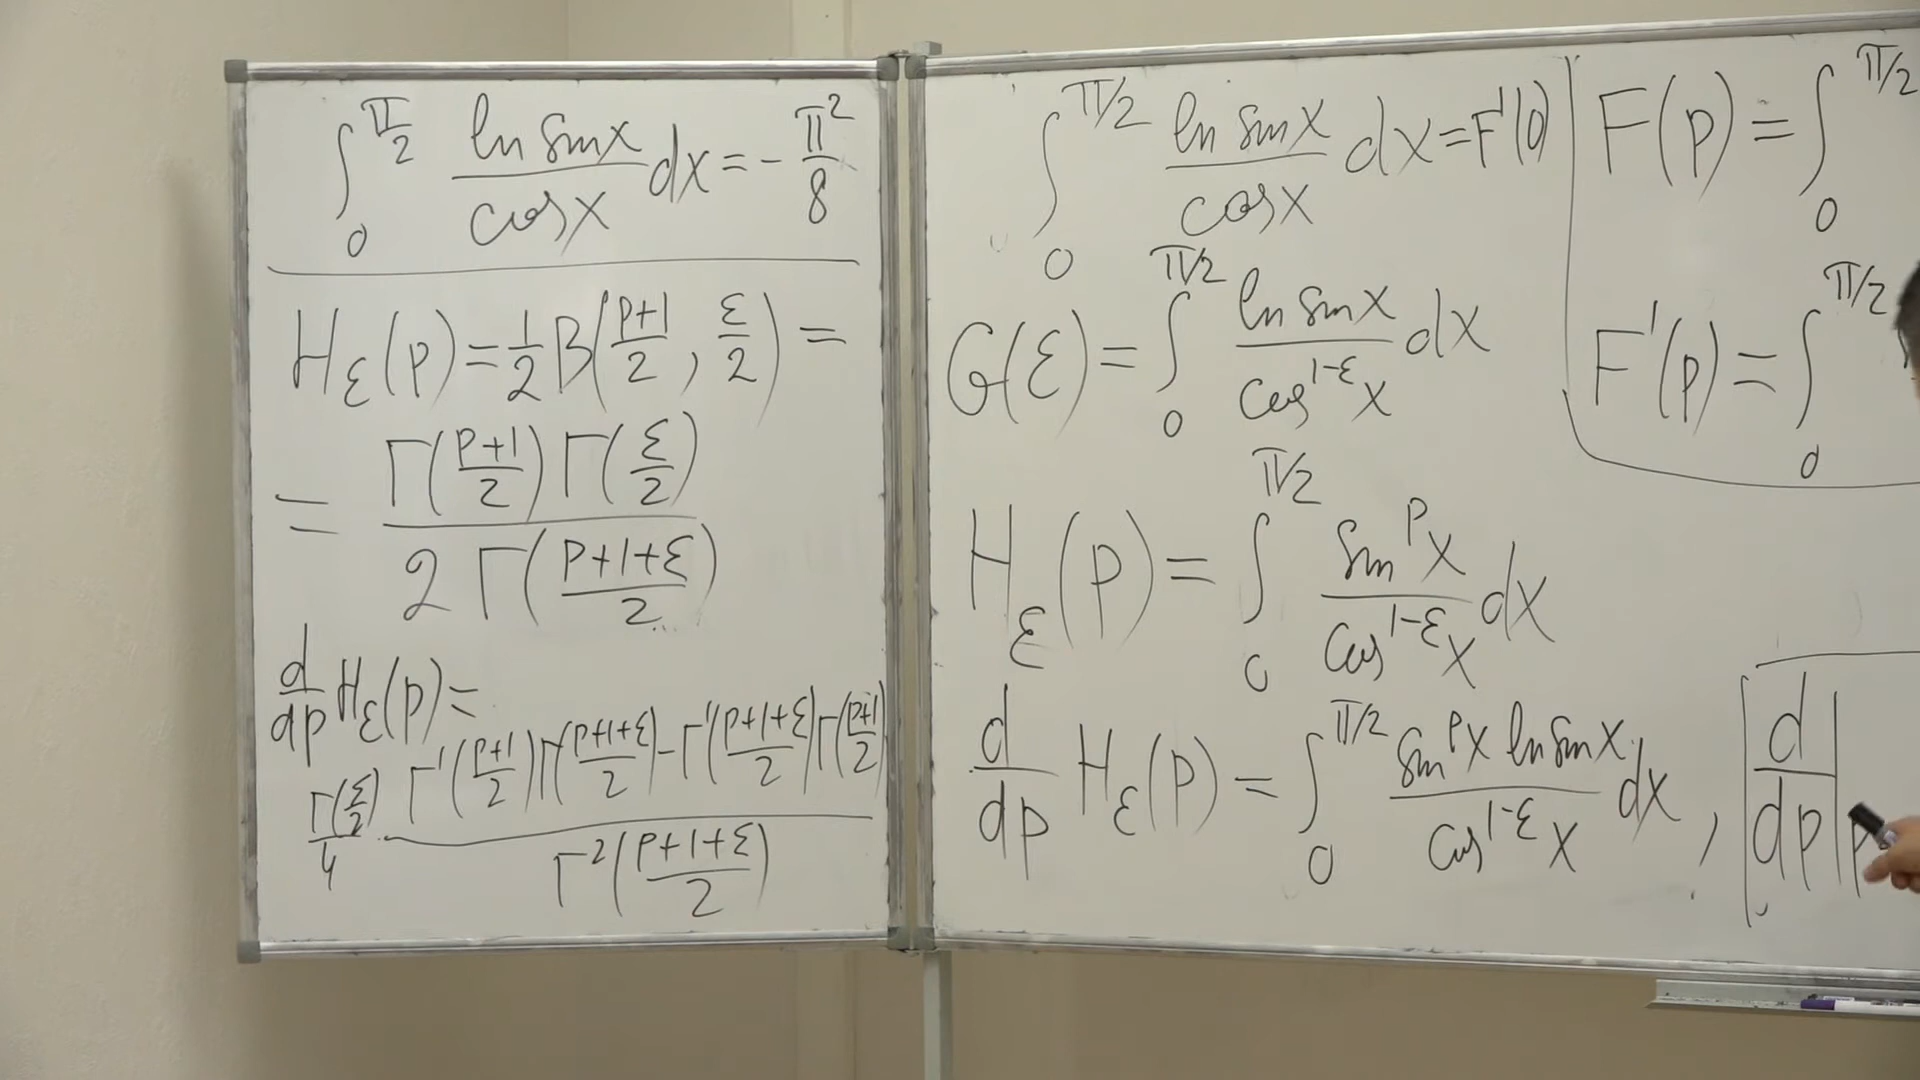 ∫₀^{π/2} ln sin x / cos x dx = - π²/8
H_ε(p) = 1/2 B((p+1)/2, ε/2) =
= Γ((p+1)/2) Γ(ε/2) / 2Γ((p+1+ε)/2)
d/dp H_ε(p) =
Γ(ε/2)/4 · (Γ'((p+1)/2) Γ((p+1+ε)/2) - Γ'((p+1+ε)/2) Γ((p+1)/2)) / Γ²((p+1+ε)/2)
∫₀^{π/2} ln sin x / cos x dx = F'(0)
G(ε) = ∫₀^{π/2} ln sin x / cos^{1-ε} x dx
H_ε(p) = ∫₀^{π/2} sin^p x / cos^{1-ε} x dx
d/dp H_ε(p) = ∫₀^{π/2} sin^p x ln sin x / cos^{1-ε} x dx , d/dp |p
F(p) = ∫₀^{π/2}
F'(p) = ∫₀^{π/2}